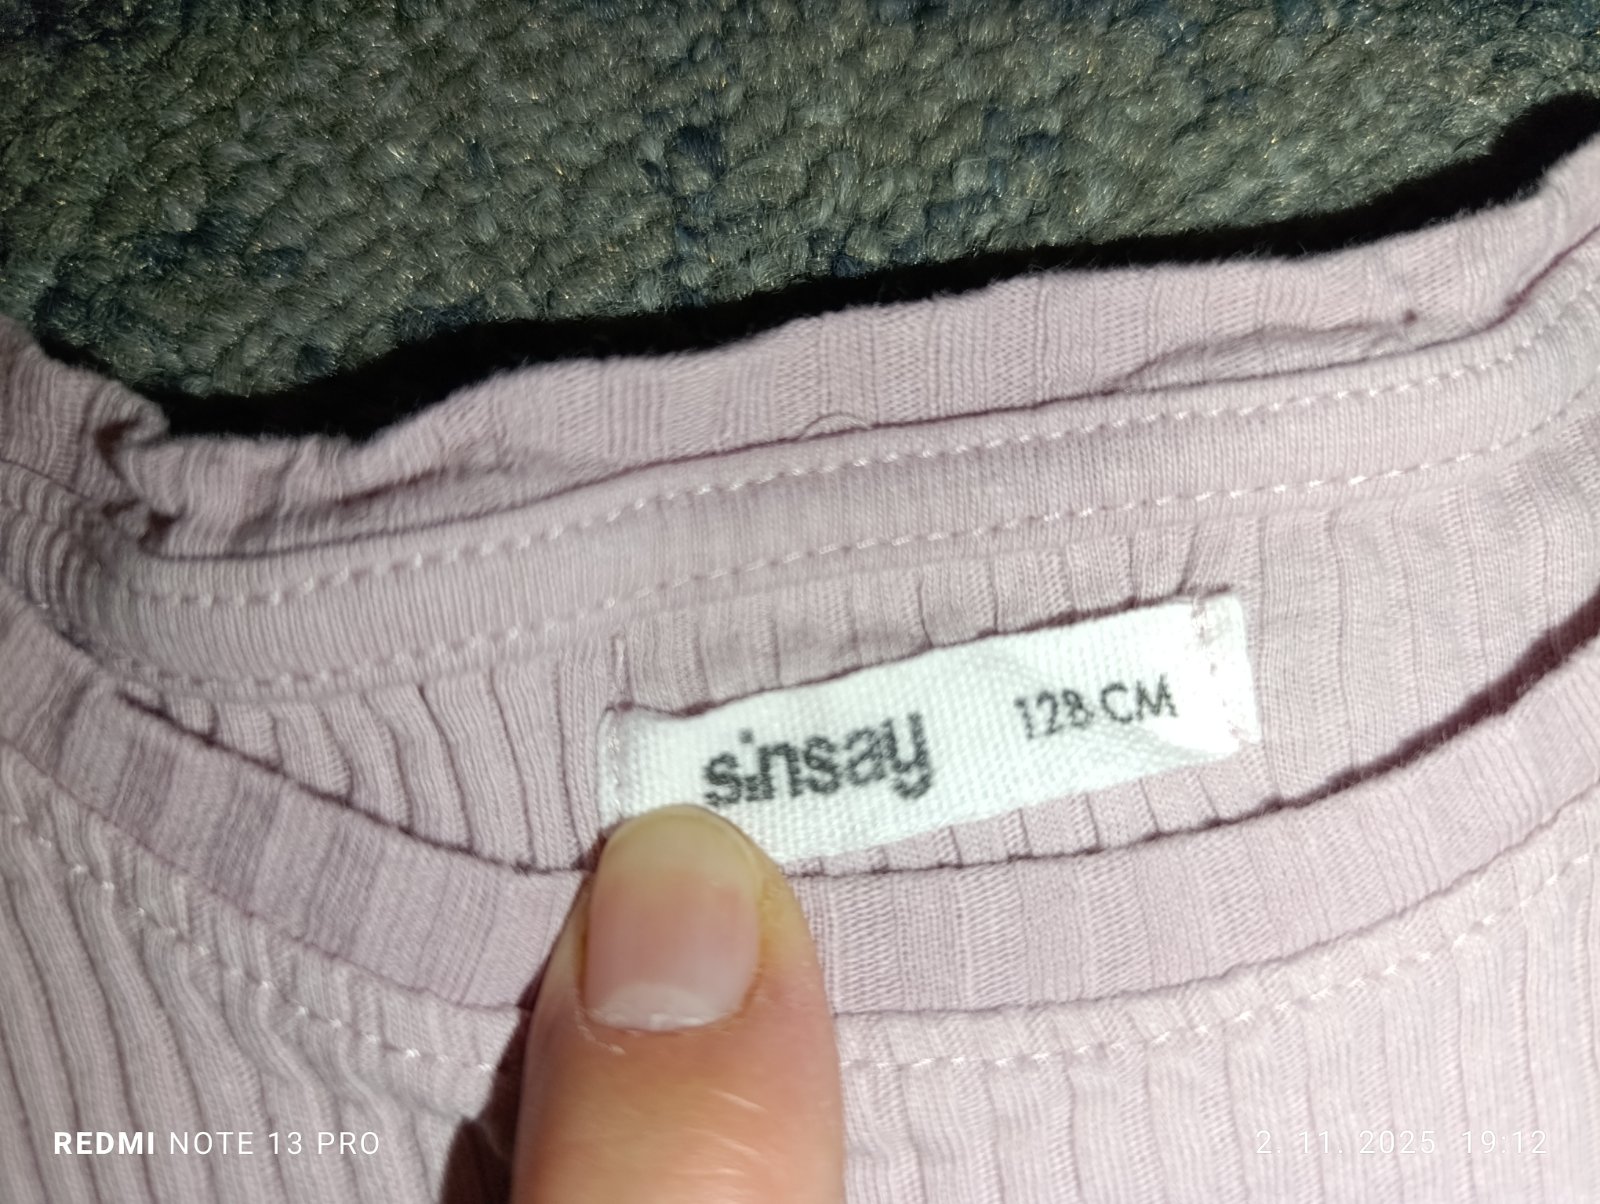 sinsay 128 CM
REDMI NOTE 13 PRO
2. 11. 2025 19:12